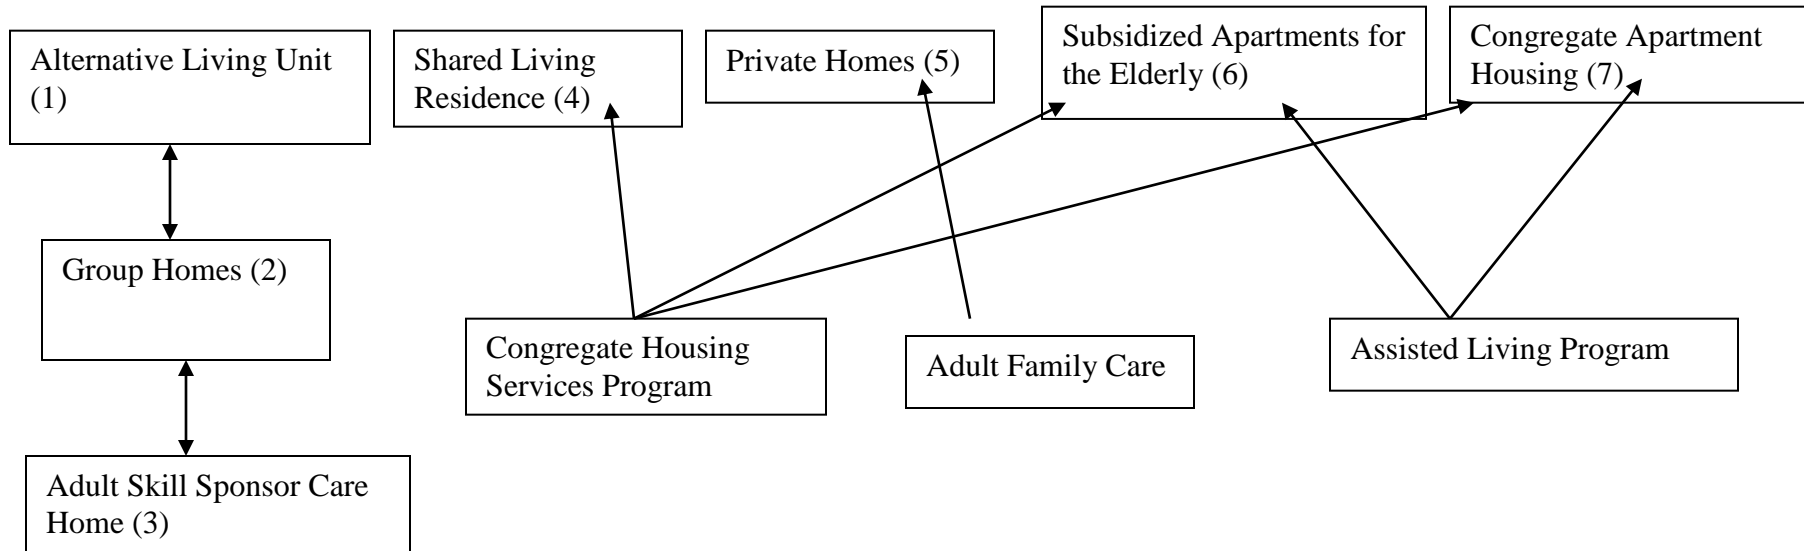 Alternative Living Unit
(1)
Shared Living
Residence (4)
Private Homes (5)
Subsidized Apartments for
the Elderly (6)
Congregate Apartment
Housing (7)
Group Homes (2)
Congregate Housing
Services Program
Adult Family Care
Assisted Living Program
Adult Skill Sponsor Care
Home (3)